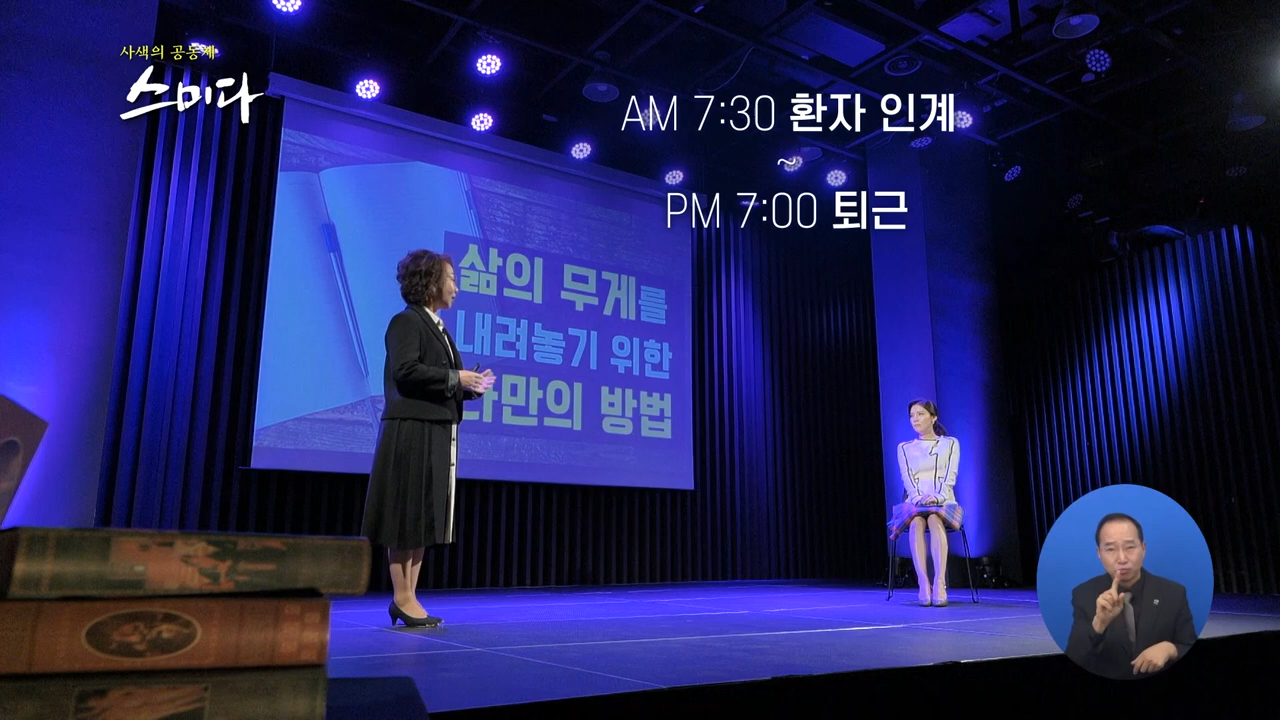 사색의 공동체
스미다
AM 7:30 환자 인계
~
PM 7:00 퇴근
삶의 무게를
내려놓기 위한
나만의 방법